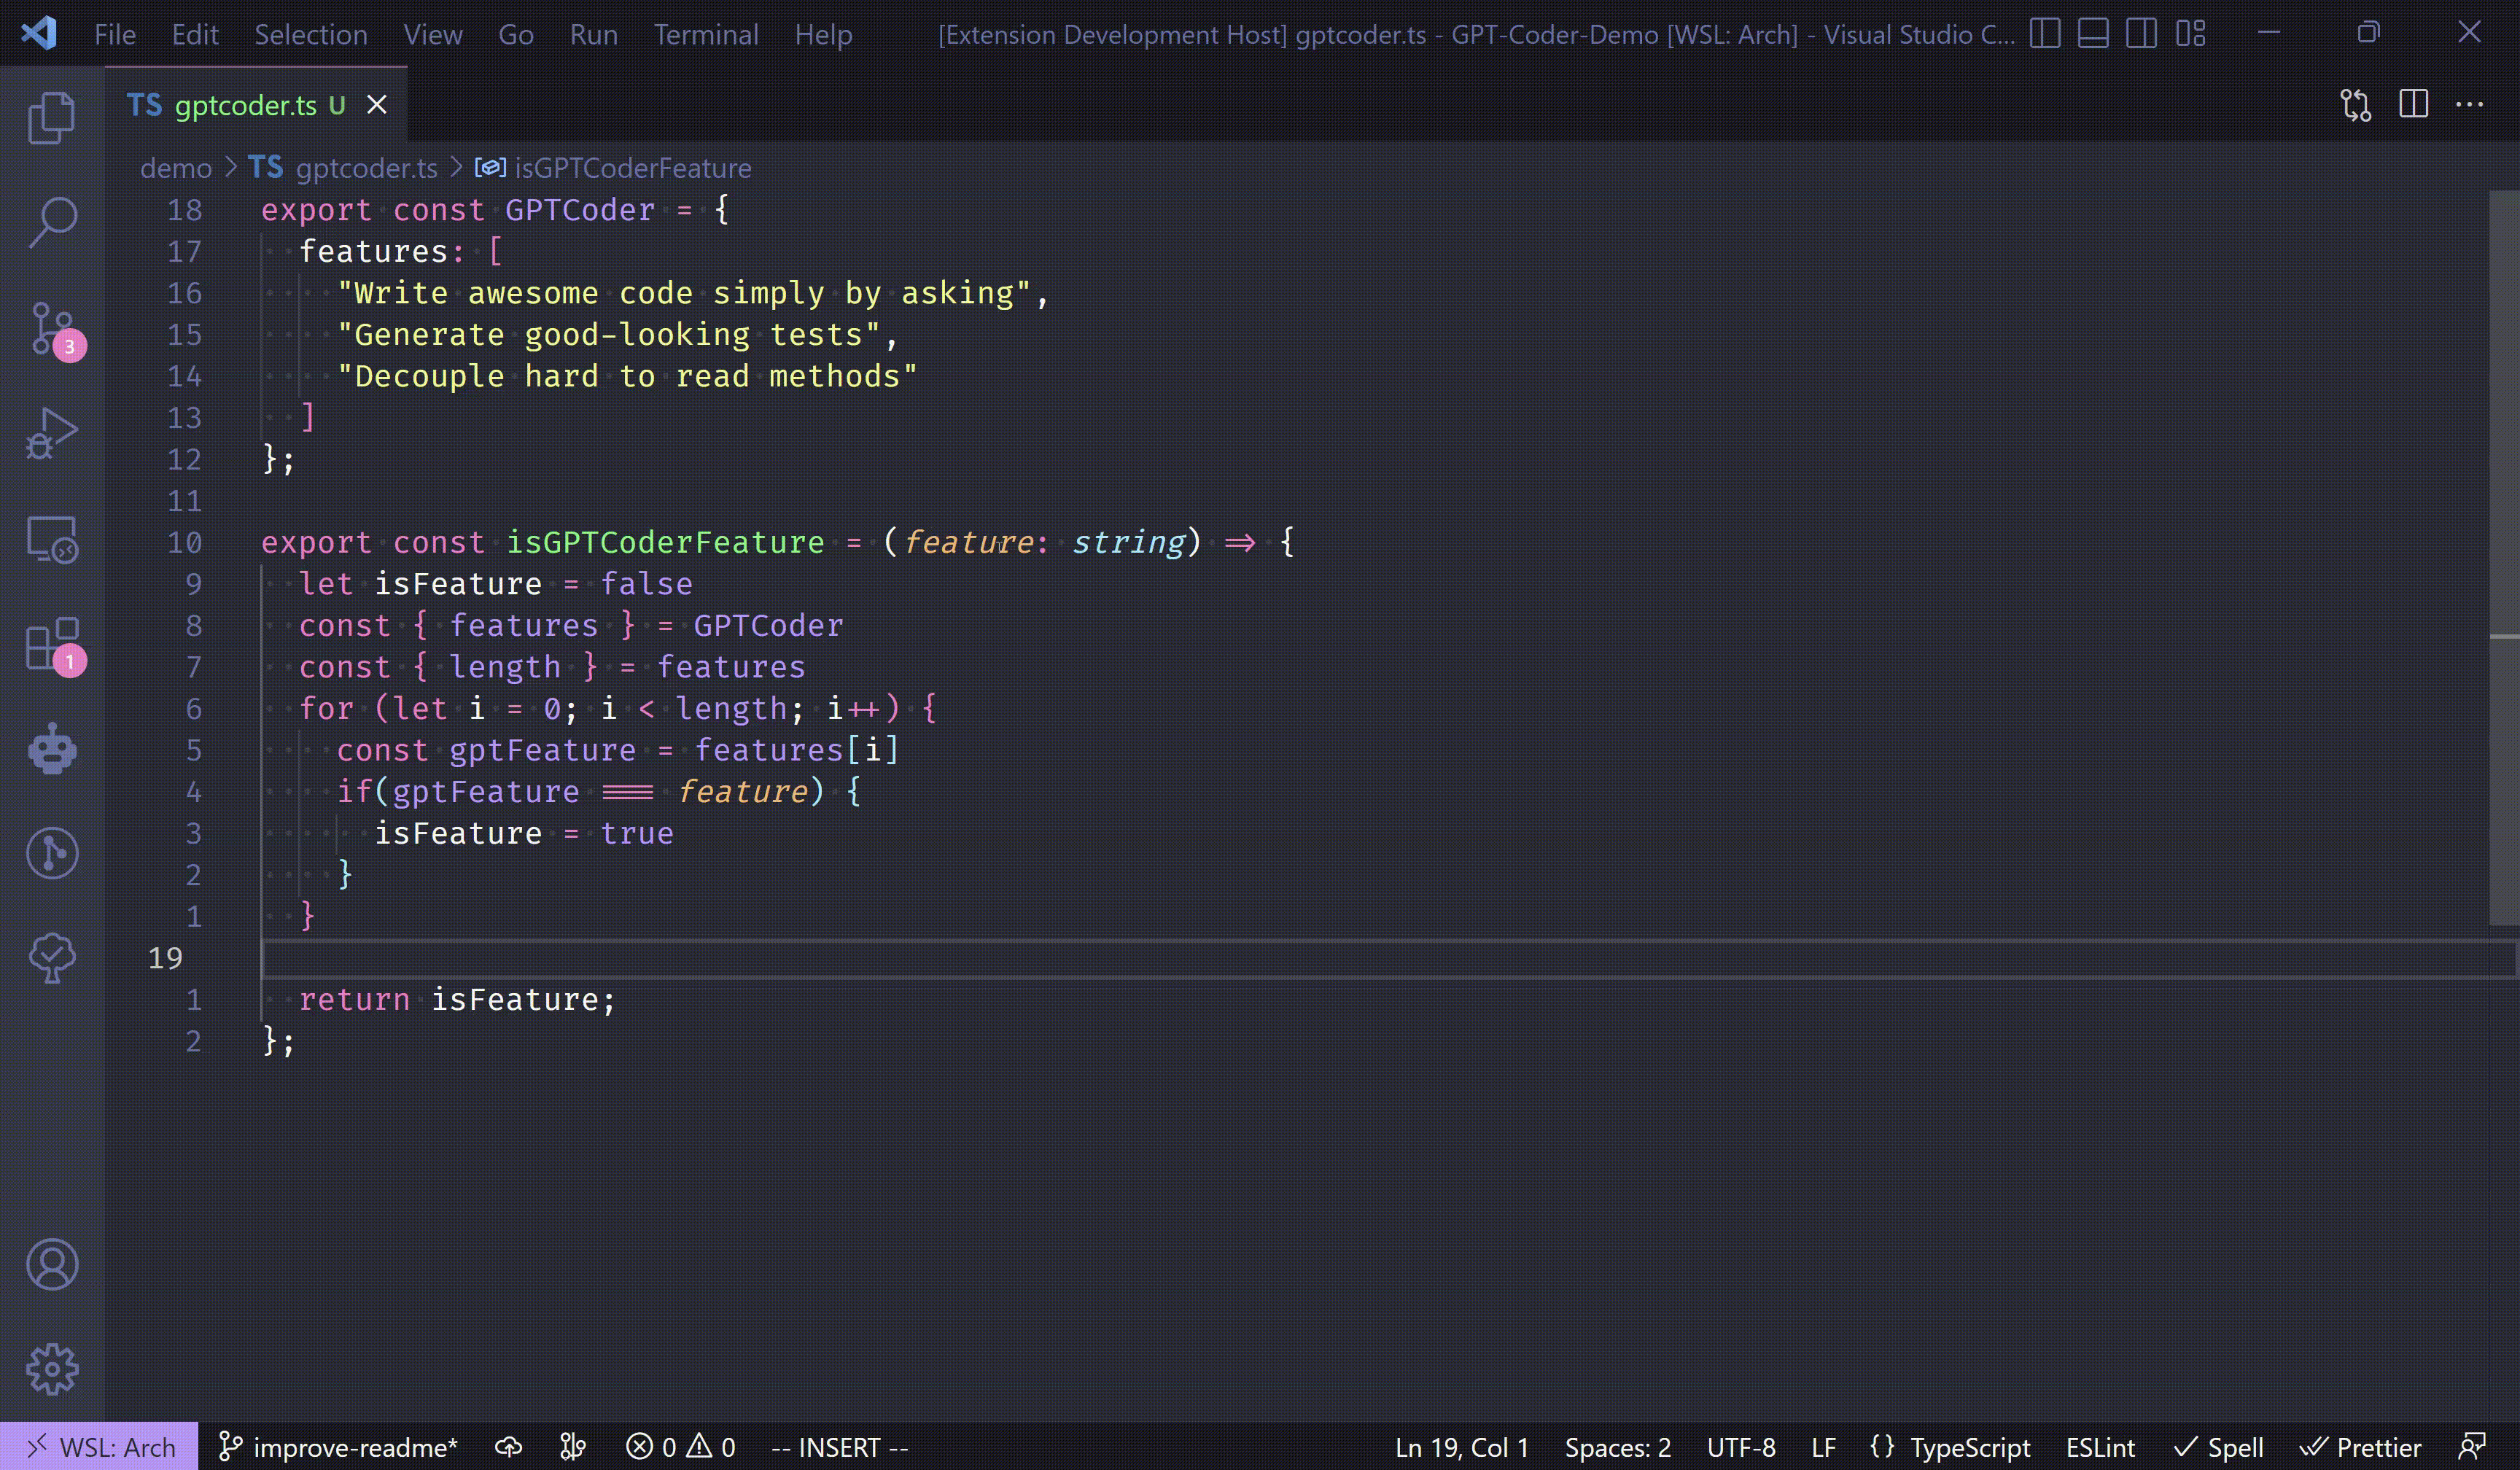 File Edit Selection View Go Run Terminal Help [Extension Development Host] gptcoder.ts - GPT-Coder-Demo [WSL: Arch] - Visual Studio C...
TS gptcoder.ts U
demo > TS gptcoder.ts > isGPTCoderFeature
18 export const GPTCoder = {
17 features: [
16 "Write awesome code simply by asking",
15 "Generate good-looking tests",
14 "Decouple hard to read methods"
13 ]
12 };
11
10 export const isGPTCoderFeature = (feature: string) => {
9 let isFeature = false
8 const { features } = GPTCoder
7 const { length } = features
6 for (let i = 0; i < length; i++) {
5 const gptFeature = features[i]
4 if(gptFeature === feature) {
3 isFeature = true
2 }
1 }
19
1 return isFeature;
2 };
3
1
WSL: Arch improve-readme* 0 0 -- INSERT -- Ln 19, Col 1 Spaces: 2 UTF-8 LF {} TypeScript ESLint Spell Prettier